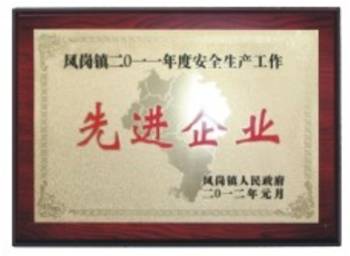 凤岗镇二〇一一年度安全生产工作
先进企业
凤岗镇人民政府
二〇一二年元月